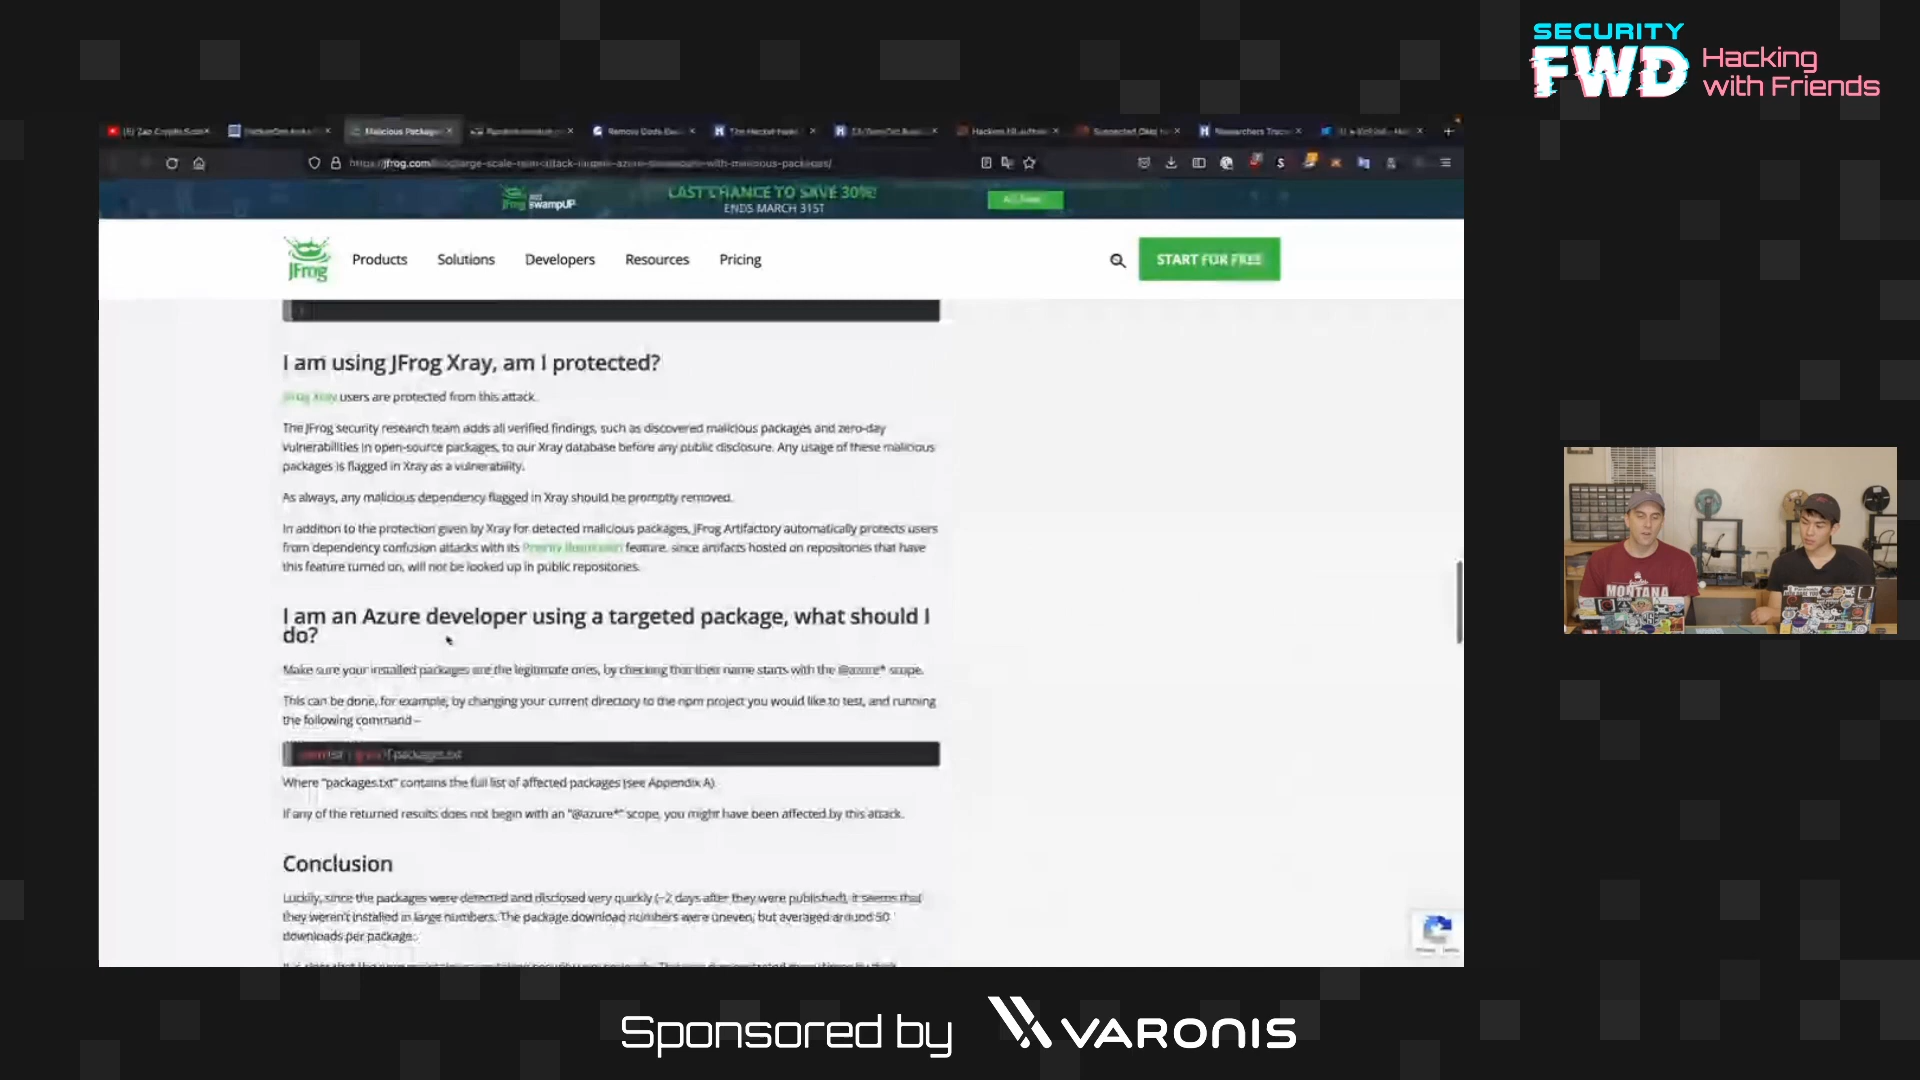 SECURITY
FWD
Hacking
with Friends
Malicious Package
LAST CHANCE TO SAVE 30%!
ENDS MARCH 31ST
swampUP
JFrog
Products
Solutions
Developers
Resources
Pricing
START FOR FREE
I am using JFrog Xray, am I protected?
JFrog Xray users are protected from this attack.
The JFrog security research team adds all verified findings, such as discovered malicious packages and zero-day
vulnerabilities in open-source packages, to our Xray database before any public disclosure. Any usage of these malicious
packages is flagged in Xray as a vulnerability.
As always, any malicious dependency flagged in Xray should be promptly removed.
In addition to the protection given by Xray for detected malicious packages, JFrog Artifactory automatically protects users
from dependency confusion attacks with its feature, since artifacts hosted on repositories that have
this feature turned on, will not be looked up in public repositories.
I am an Azure developer using a targeted package, what should I
do?
Make sure your installed packages are the legitimate ones, by checking that their name starts with the @azure* scope.
This can be done, for example, by changing your current directory to the npm project you would like to test, and running
the following command –
packages.txt
Where "packages.txt" contains the full list of affected packages (see Appendix A).
If any of the returned results does not begin with an "@azure*" scope, you might have been affected by this attack.
Conclusion
Luckily, since the packages were detected and disclosed very quickly (~2 days after they were published), it seems that
they weren't installed in large numbers. The package download numbers were uneven, but averaged around 50
downloads per package.
MONTANA
Sponsored by VARONIS